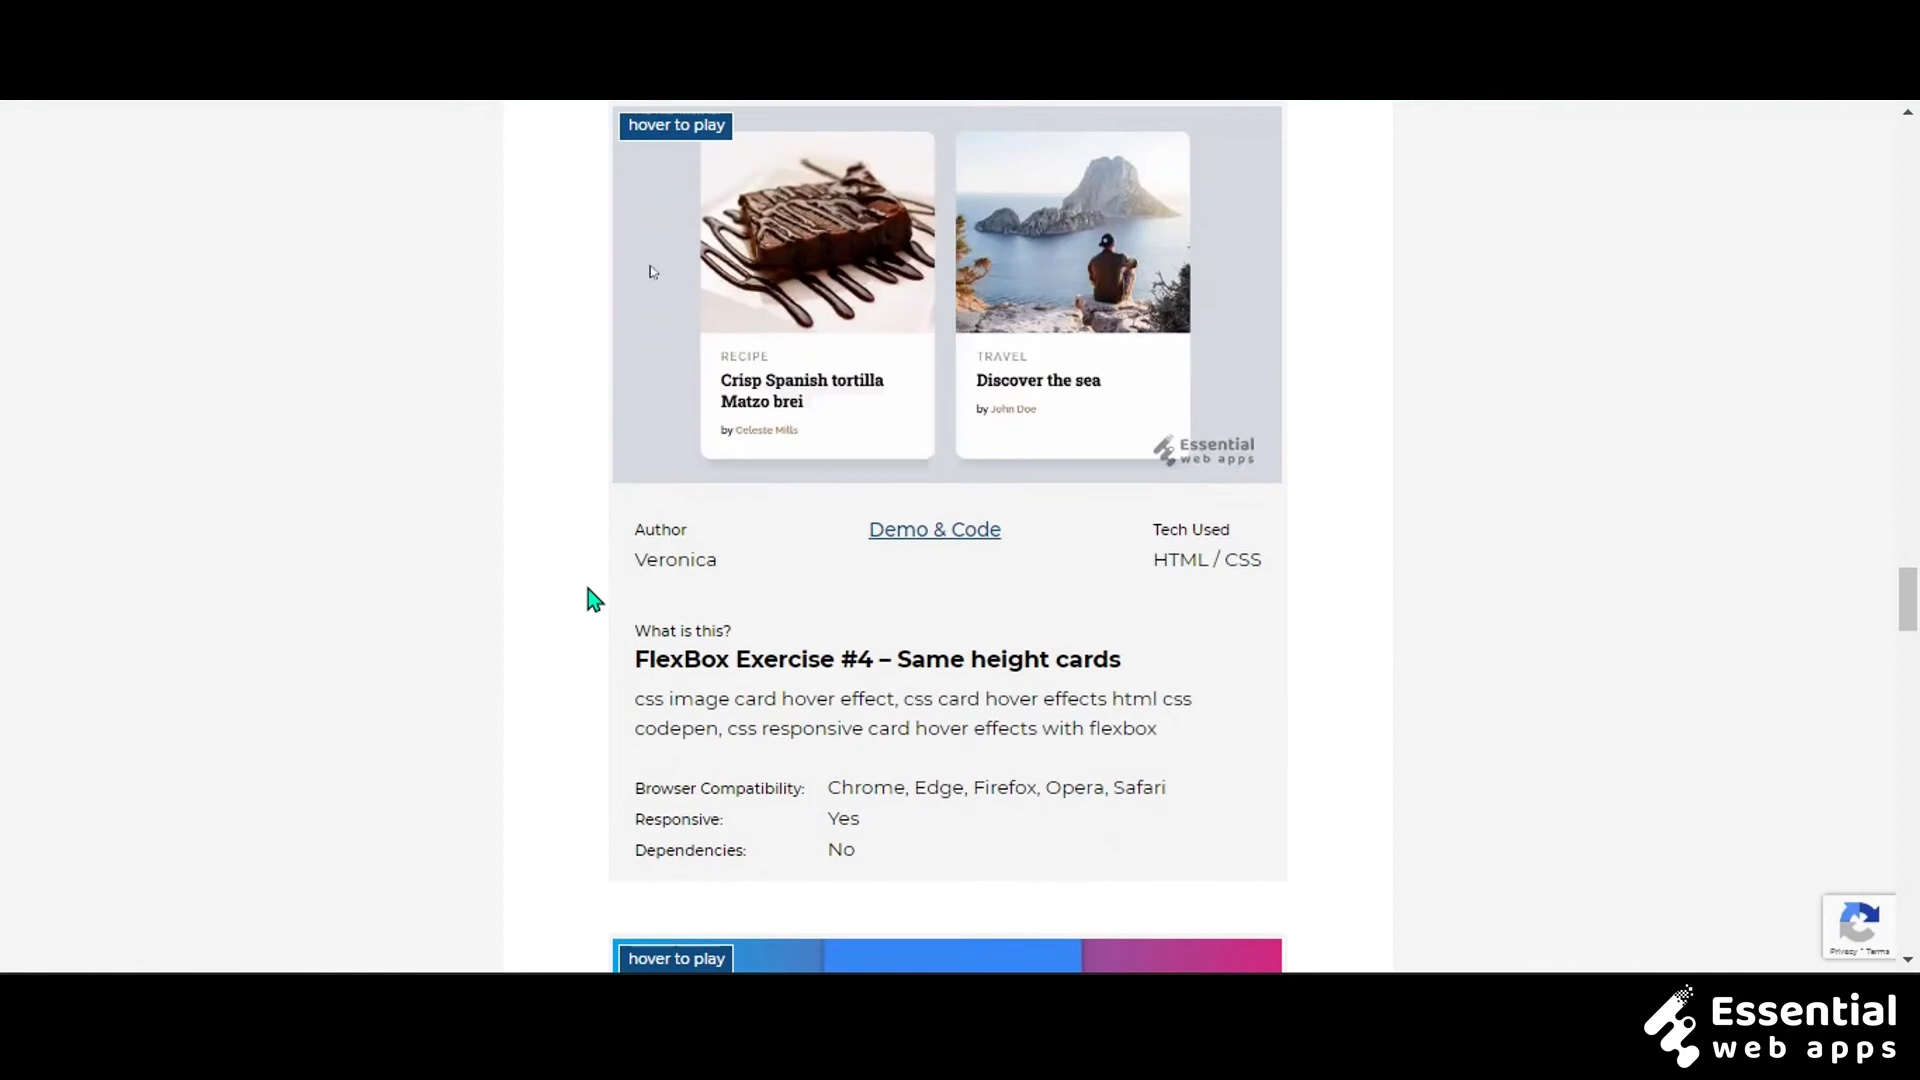 hover to play
RECIPE
Crisp Spanish tortilla
Matzo brei
by Celeste Mills
TRAVEL
Discover the sea
by John Doe
Essential
web apps
Author
Veronica
Demo & Code
Tech Used
HTML / CSS
What is this?
FlexBox Exercise #4 – Same height cards
css image card hover effect, css card hover effects html css
codepen, css responsive card hover effects with flexbox
Browser Compatibility: Chrome, Edge, Firefox, Opera, Safari
Responsive: Yes
Dependencies: No
hover to play
Privacy - Terms
Essential
web apps